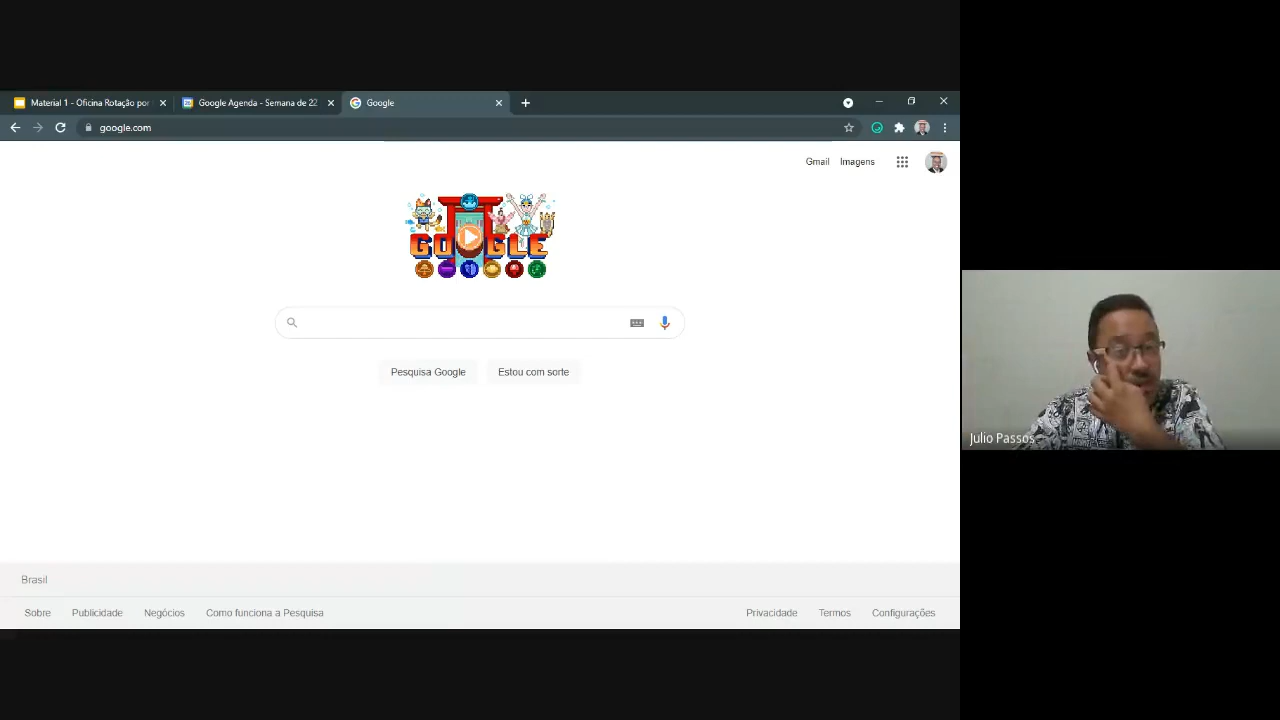 Material 1 - Oficina Rotação por
Google Agenda - Semana de 22
Google
google.com
Gmail
Imagens
GOOGLE
Pesquisa Google
Estou com sorte
Julio Passos
Brasil
Sobre
Publicidade
Negócios
Como funciona a Pesquisa
Privacidade
Termos
Configurações